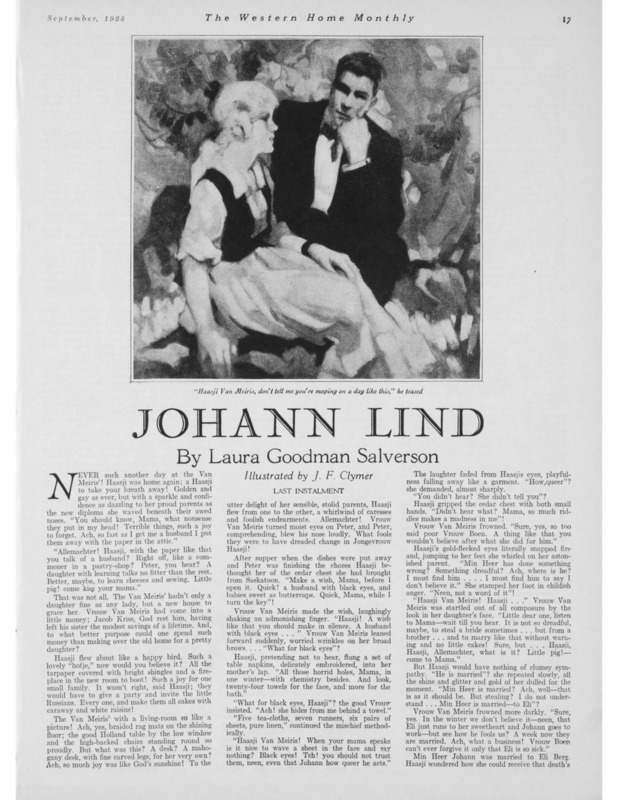 September, 1928
The Western Home Monthly
17
"Haasji Van Meiris, don't tell me you're moping on a day like this," he teased
JOHANN LIND
By Laura Goodman Salverson
Illustrated by J. F. Clymer
LAST INSTALMENT
NEVER such another day at the Van
Meiris'! Haasji was home again; a Haasji
to take your breath away! Golden and
gay as ever, but with a sparkle and confi-
dence as dazzling to her proud parents as
the new diploma she waved beneath their awed
noses. "You should know, Mama, what nonsense
they put in my head! Terrible things, such a joy
to forget. Ach, so fast as I get me a husband I put
them away with the paper in the attic."
"Allemachter! Haasji, with the paper like that
you talk of a husband? Right off, like a com-
moner in a pastry-shop? Peter, you hear? A
daughter with learning talks no fitter than the rest.
Better, maybe, to learn cheeses and sewing. Little
pig! come kiss your mama."
That was not all. The Van Meiris' hadn't only a
daughter fine as any lady, but a new house to
grace her. Vrouw Van Meiris had come into a
little money; Jacob Kriss, God rest him, having
left his sister the modest savings of a lifetime. And,
to what better purpose could one spend such
money than making over the old home for a pretty
daughter?
Haasji flew about like a happy bird. Such a
lovely "hotje," now would you believe it? All the
tarpaper covered with bright shingles and a fire-
place in the new room to boot! Such a joy for one
small family. It wasn't right, said Haasji; they
would have to give a party and invite the little
Russians. Every one, and make them all cakes with
caraway and white raisins!
The Van Meiris' with a living-room so like a
picture! Ach, yes, braided rag mats on the shining
floor; the good Holland table by the low window
and the high-backed chairs standing round so
proudly. But what was this? A desk? A maho-
gany desk, with fine carved legs, for her very own?
Ach, so much joy was like God's sunshine! To the
utter delight of her sensible, stolid parents, Haasji
flew from one to the other, a whirlwind of caresses
and foolish endearments. Allemachter! Vrouw
Van Meiris turned moist eyes on Peter, and Peter,
comprehending, blew his nose loudly. What fools
they were to have dreaded change in Jongevrouw
Haasji!
After supper when the dishes were put away
and Peter was finishing the chores Haasji be-
thought her of the cedar chest she had brought
from Saskatoon. "Make a wish, Mama, before I
open it. Quick! a husband with black eyes, and
babies sweet as buttercups. Quick, Mama, while I
turn the key"!
Vrouw Van Meiris made the wish, laughingly
shaking an admonishing finger. "Haasji! A wish
like that you should make in silence. A husband
with black eyes . . . ." Vrouw Van Meiris leaned
forward suddenly, worried wrinkles on her broad
brows. . . . "What for black eyes"?
Haasji, pretending not to hear, flung a set of
table napkins, delicately embroidered, into her
mother's lap. "All those horrid holes, Mama, in
one winter—with chemistry besides. And look,
twenty-four towels for the face, and more for the
bath."
"What for black eyes, Haasji"? the good Vrouw
insisted. "Ach! she hides from me behind a towel."
"Five tea-cloths, seven runners, six pairs of
sheets, pure linen," continued the mischief method-
ically.
"Haasji Van Meiris! When your mama speaks
is it nice to wave a sheet in the face and say
nothing? Black eyes! Teh! you should not trust
them, neen, even that Johann how queer he acts."
The laughter faded from Haasjis eyes, playful-
ness falling away like a garment. "How queer"?
she demanded, almost sharply.
"You didn't hear? She didn't tell you"?
Haasji gripped the cedar chest with both small
hands. "Didn't hear what? Mama, so much rid-
dles makes a madness in me"!
Vrouw Van Meiris frowned. "Sure, yes, so too
said poor Vrouw Boen. A thing like that you
wouldn't believe after what she did for him."
Haasji's gold-flecked eyes literally snapped fire
and, jumping to her feet she whirled on her aston-
ished parent. "Min Heer has done something
wrong? Something dreadful? Ach, where is he?
I must find him . . . . I must find him to say I
don't believe it." She stamped her foot in childish
anger. "Neen, not a word of it"!
"Haasji Van Meiris! Haasji . . . ." Vrouw Van
Meiris was startled out of all composure by the
look in her daughter's face. "Little dear one, listen
to Mama—wait till you hear. It is not so dreadful,
maybe, to steal a bride sometimes . . . but from a
brother . . . and to marry like that without warn-
ing and no little cakes! Sure, but . . . Haasji,
Haasji, Allemachter, what is it? Little pig!—
come to Mama."
But Haasji would have nothing of clumsy sym-
pathy. "He is married"? she repeated slowly, all
the shine and glitter and gold of her dulled for the
moment. "Min Heer is married? Ach, well—that
is as it should be. But stealing? I do not under-
stand . . . Min Heer is married—to Eli"?
Vrouw Van Meiris frowned more darkly. "Sure,
yes. In the winter we don't believe it—neen, that
Eli just runs to her sweetheart and Johann goes to
work—but see how he fools us? A week now they
are married. Ach, what a business! Vrouw Boen
can't ever forgive it only that Eli is so sick."
Min Heer Johann was married to Eli Berg.
Haasji wondered how she could receive that death's